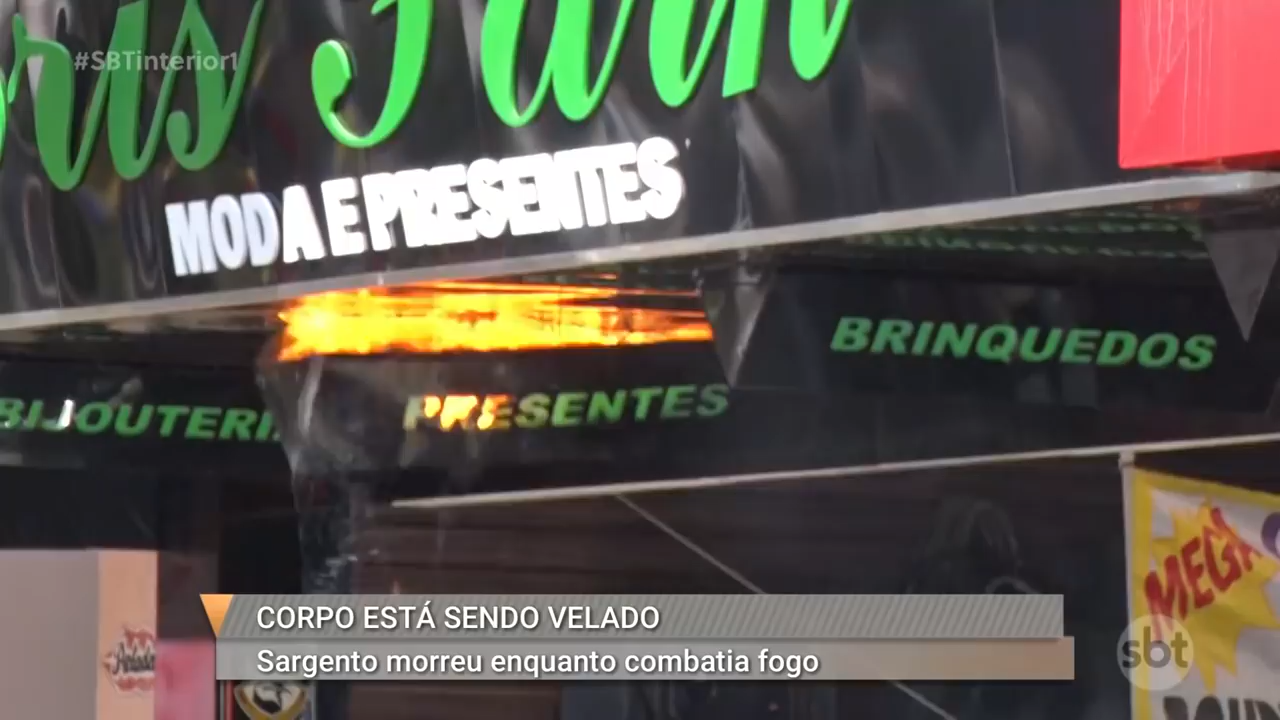 #SBTinterior1
MODA E PRESENTES
BRINQUEDOS
BIJOUTERI
PRESENTES
MEGA
CORPO ESTÁ SENDO VELADO
Sargento morreu enquanto combatia fogo
sbt